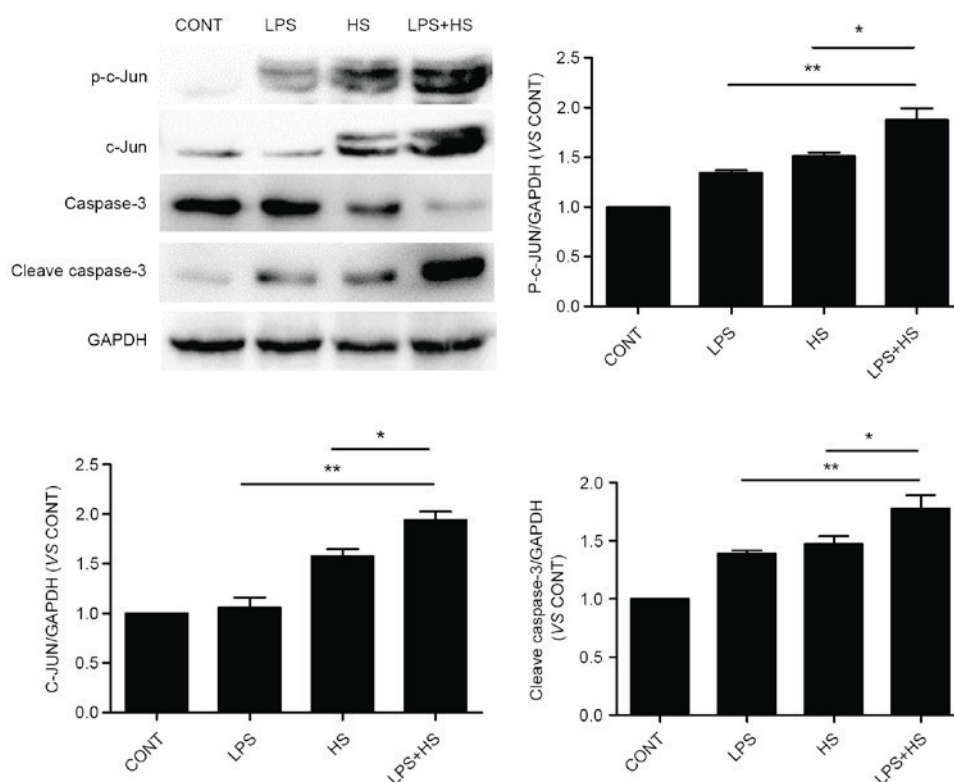 CONT LPS HS LPS+HS
p-c-Jun
c-Jun
Caspase-3
Cleave caspase-3
GAPDH
P-c-JUN/GAPDH (VS CONT)
2.5
2.0
1.5
1.0
0.5
0.0
*
**
CONT
LPS
HS
LPS+HS
C-JUN/GAPDH (VS CONT)
2.5
2.0
1.5
1.0
0.5
0.0
*
**
CONT
LPS
HS
LPS+HS
Cleave caspase-3/GAPDH
(VS CONT)
2.0
1.5
1.0
0.5
0.0
*
**
CONT
LPS
HS
LPS+HS